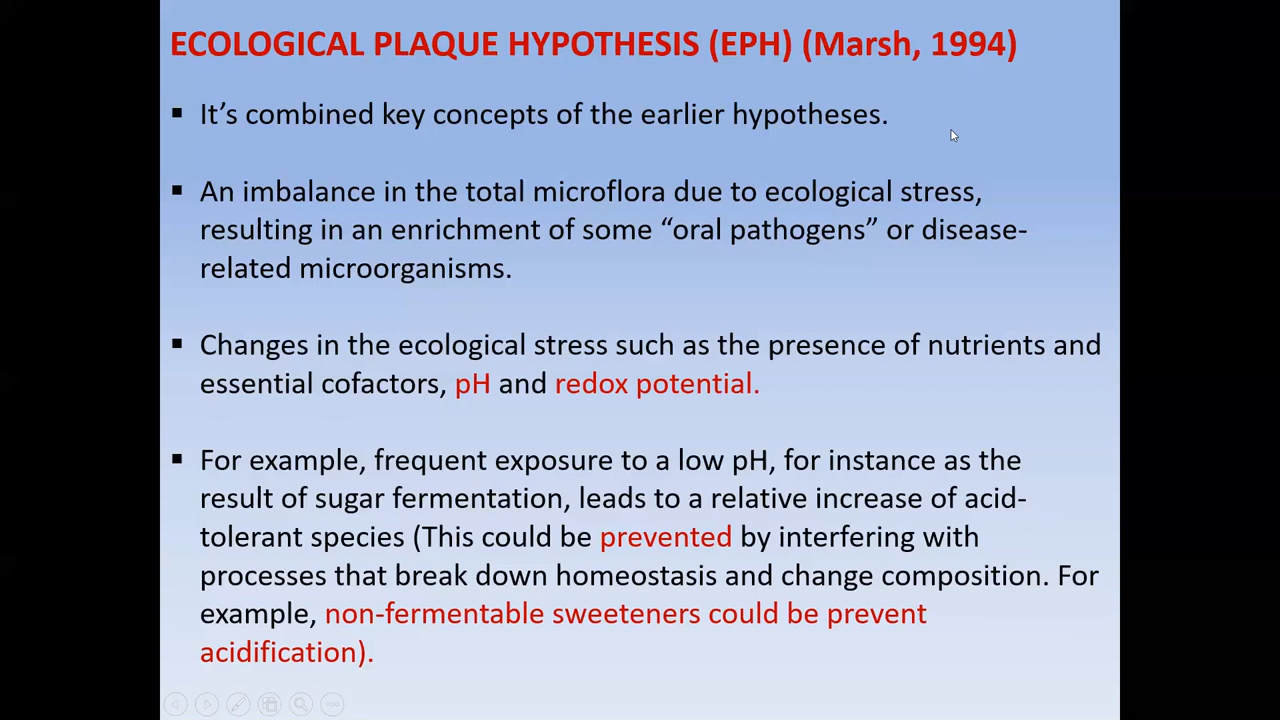 ECOLOGICAL PLAQUE HYPOTHESIS (EPH) (Marsh, 1994)
▪ It’s combined key concepts of the earlier hypotheses.
▪ An imbalance in the total microflora due to ecological stress,
resulting in an enrichment of some “oral pathogens” or disease-
related microorganisms.
▪ Changes in the ecological stress such as the presence of nutrients and
essential cofactors, pH and redox potential.
▪ For example, frequent exposure to a low pH, for instance as the
result of sugar fermentation, leads to a relative increase of acid-
tolerant species (This could be prevented by interfering with
processes that break down homeostasis and change composition. For
example, non-fermentable sweeteners could be prevent
acidification).